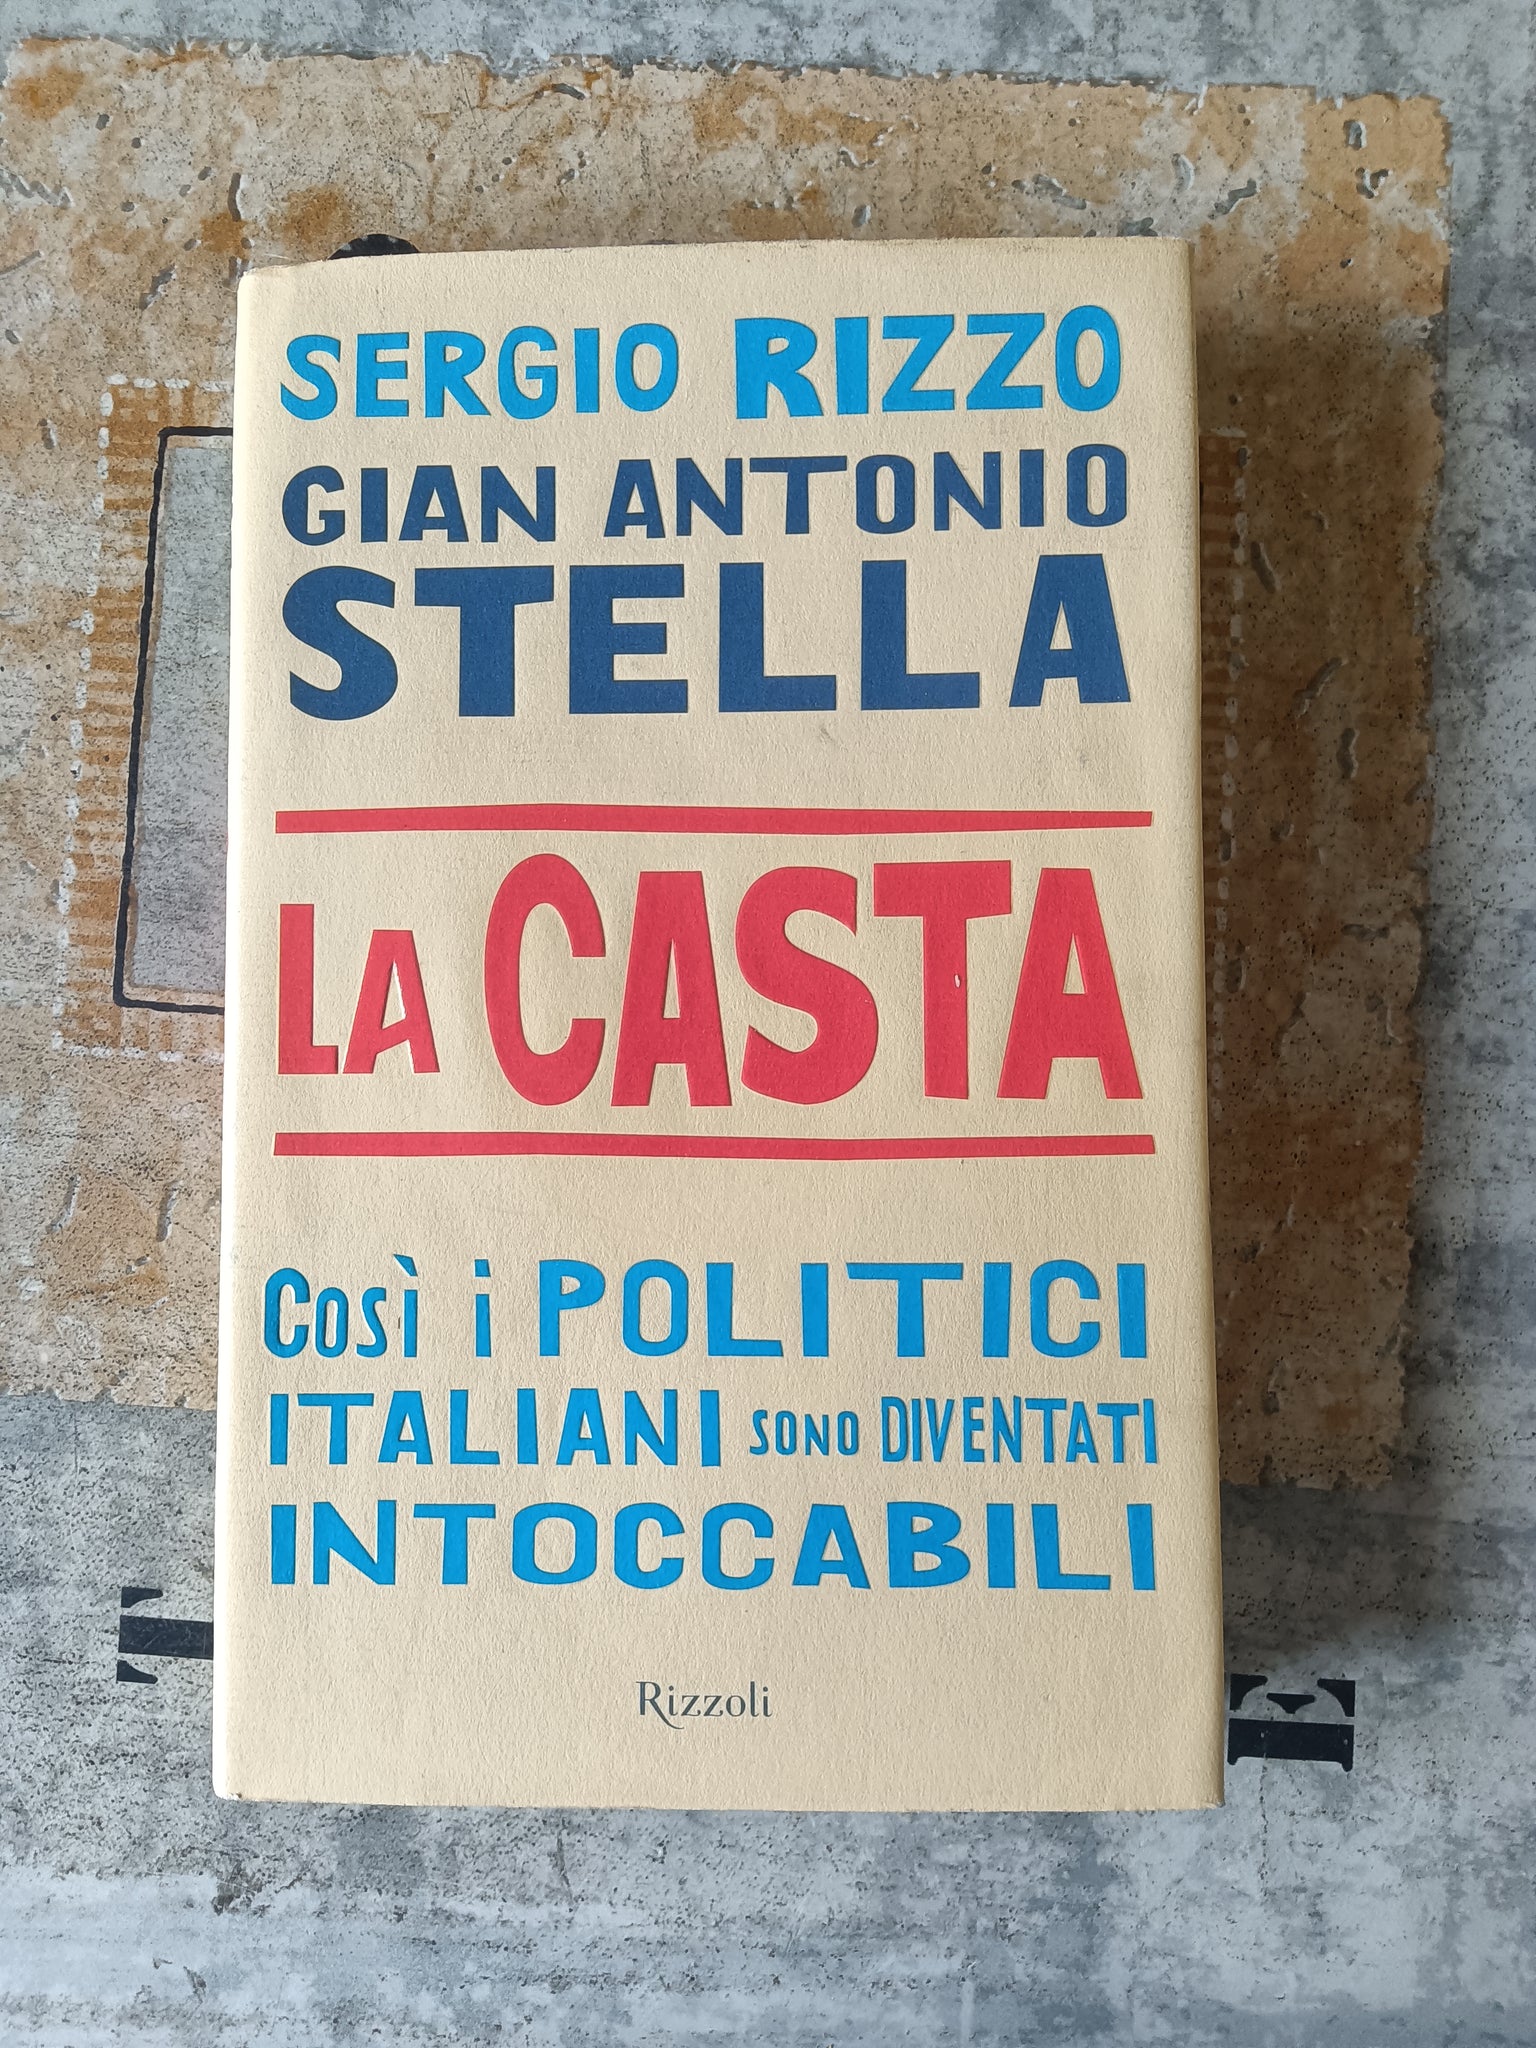 SERGIO RIZZO
GIAN ANTONIO
STELLA
LA CASTA
COSÌ i POLITICI
ITALIANI SONO DIVENTATI
INTOCCABILI
Rizzoli
T
E